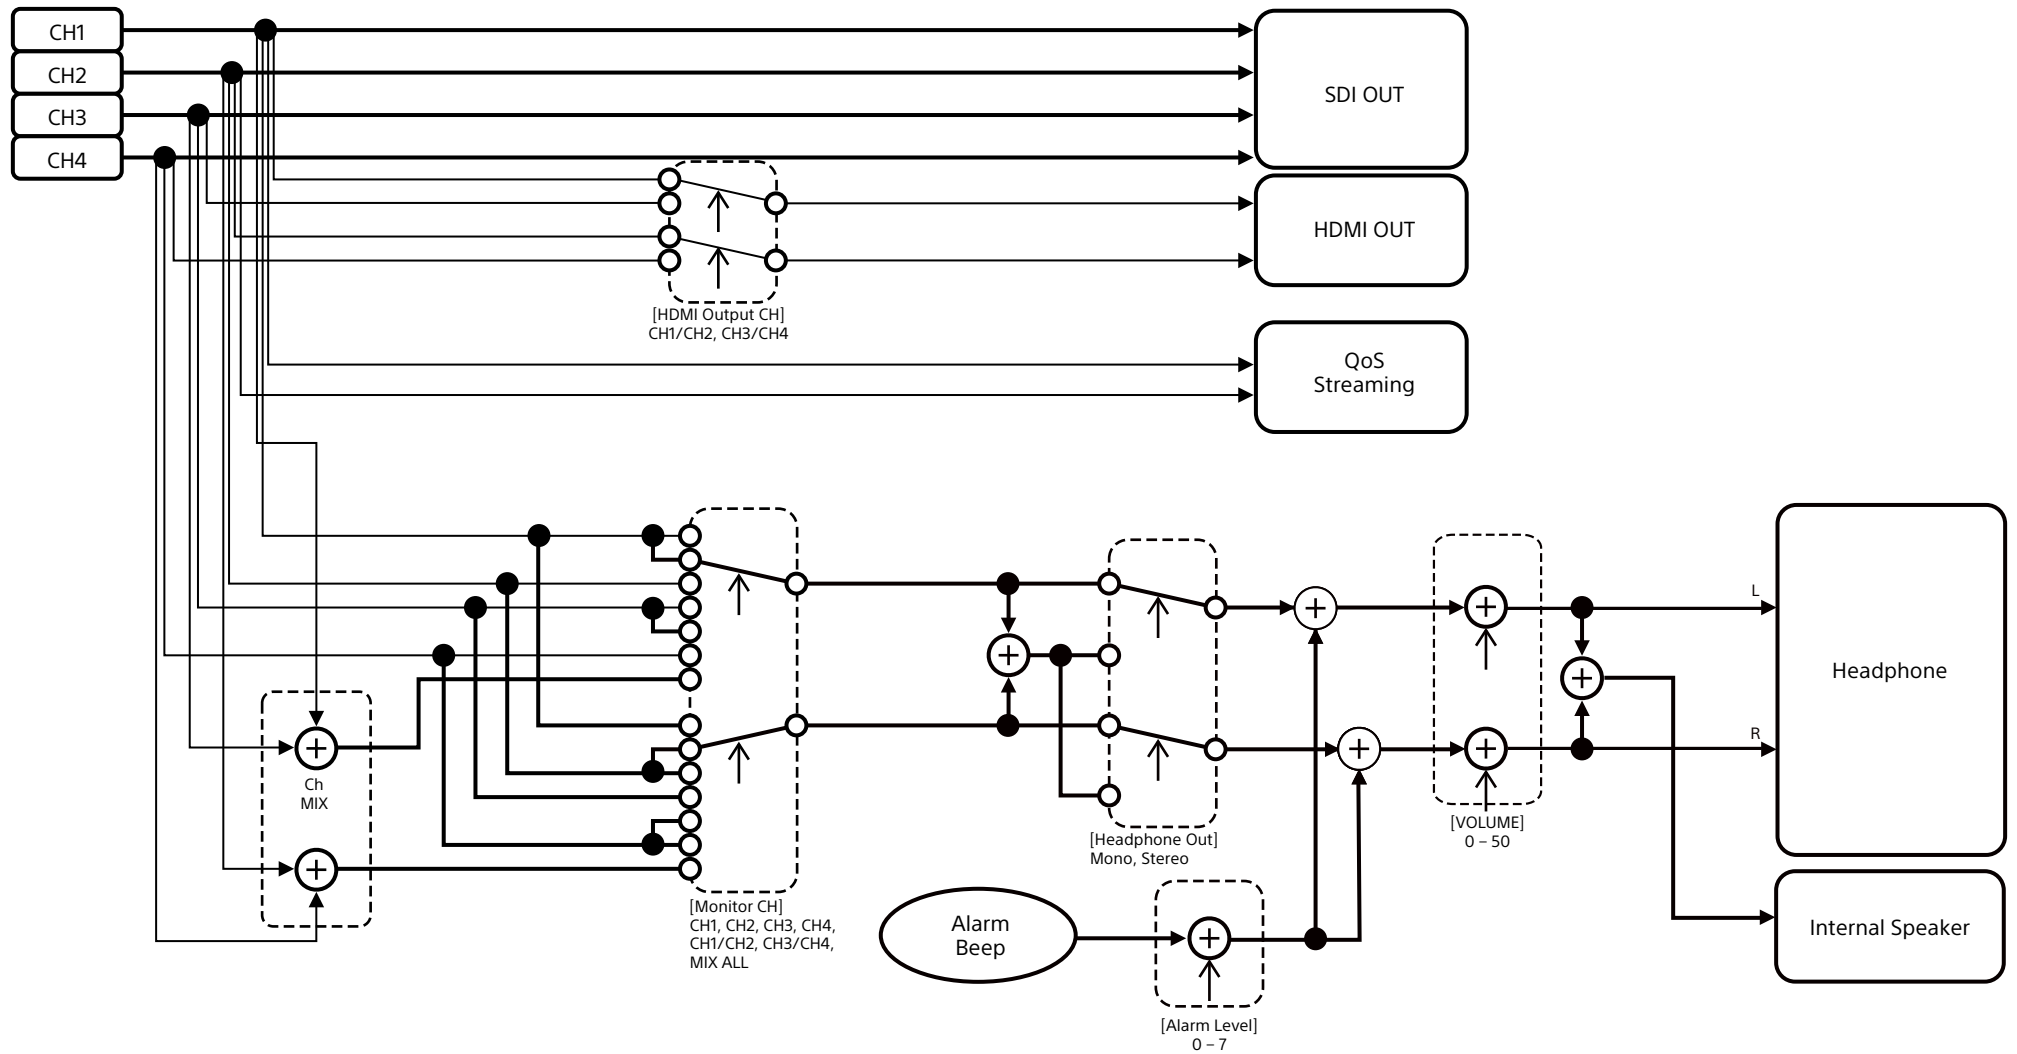 CH1
CH2
CH3
CH4
SDI OUT
HDMI OUT
[HDMI Output CH]
CH1/CH2, CH3/CH4
QoS
Streaming
L
R
Headphone
Ch
MIX
[Monitor CH]
CH1, CH2, CH3, CH4,
CH1/CH2, CH3/CH4,
MIX ALL
[Headphone Out]
Mono, Stereo
[VOLUME]
0 – 50
Alarm
Beep
[Alarm Level]
0 – 7
Internal Speaker